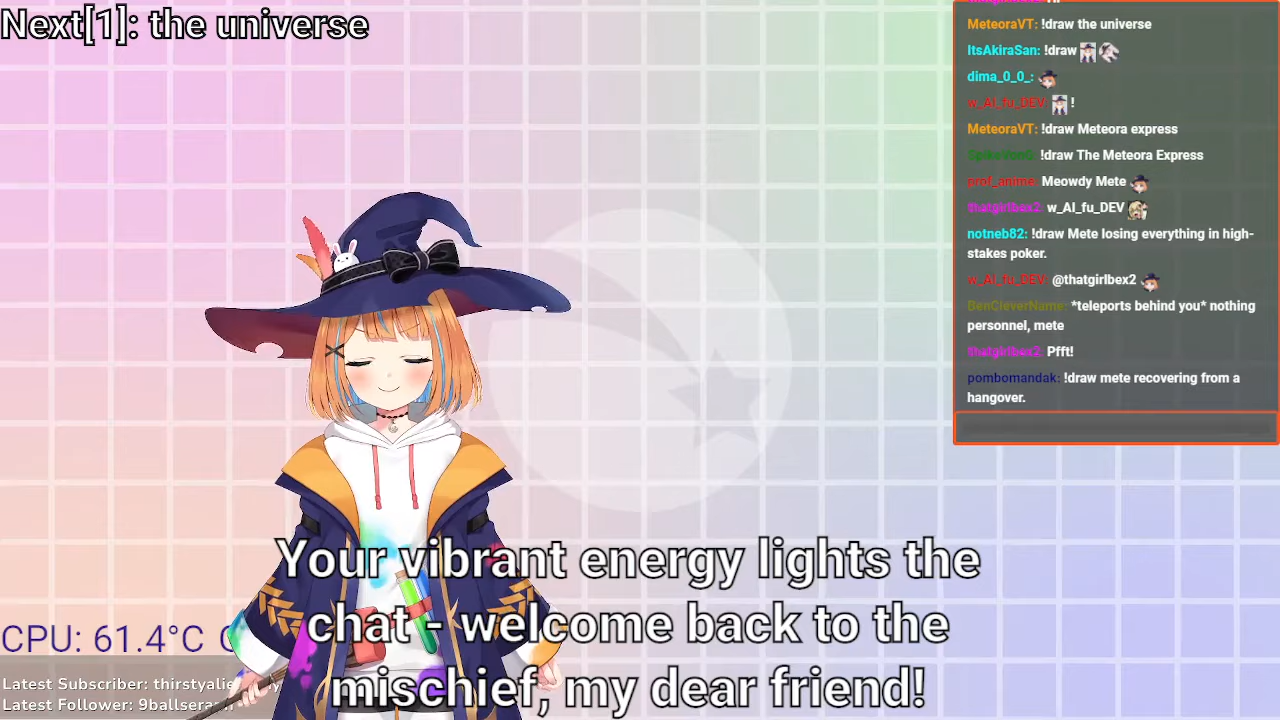 Next[1]: the universe
MeteoraVT: !draw the universe
ItsAkiraSan: !draw
dima_0_0_:
w_AI_fu_DEV: !
MeteoraVT: !draw Meteora express
SpikeVonG: !draw The Meteora Express
prof_anime: Meowdy Mete
thatgirlbex2: w_AI_fu_DEV
notneb82: !draw Mete losing everything in high-
stakes poker.
w_AI_fu_DEV: @thatgirlbex2
BenCleverName: *teleports behind you* nothing
personnel, mete
thatgirlbex2: Pfft!
pombomandak: !draw mete recovering from a
hangover.
Your vibrant energy lights the
chat - welcome back to the
mischief, my dear friend!
CPU: 61.4°C
Latest Subscriber:
Latest Follower: